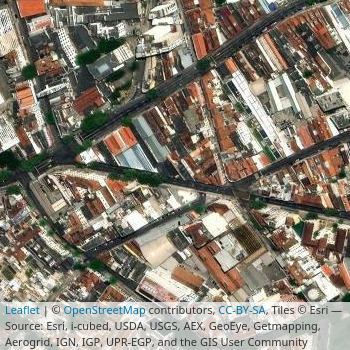 Leaflet | © OpenStreetMap contributors, CC-BY-SA, Tiles © Esri —
Source: Esri, i-cubed, USDA, USGS, AEX, GeoEye, Getmapping,
Aerogrid, IGN, IGP, UPR-EGP, and the GIS User Community